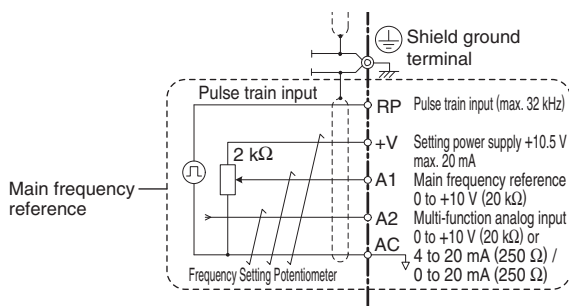 Shield ground
terminal
Pulse train input
RP Pulse train input (max. 32 kHz)
+V Setting power supply +10.5 V
max. 20 mA
2 kΩ
A1 Main frequency reference
0 to +10 V (20 kΩ)
Main frequency
reference
A2 Multi-function analog input
0 to +10 V (20 kΩ) or
AC 4 to 20 mA (250 Ω) /
0 to 20 mA (250 Ω)
Frequency Setting Potentiometer